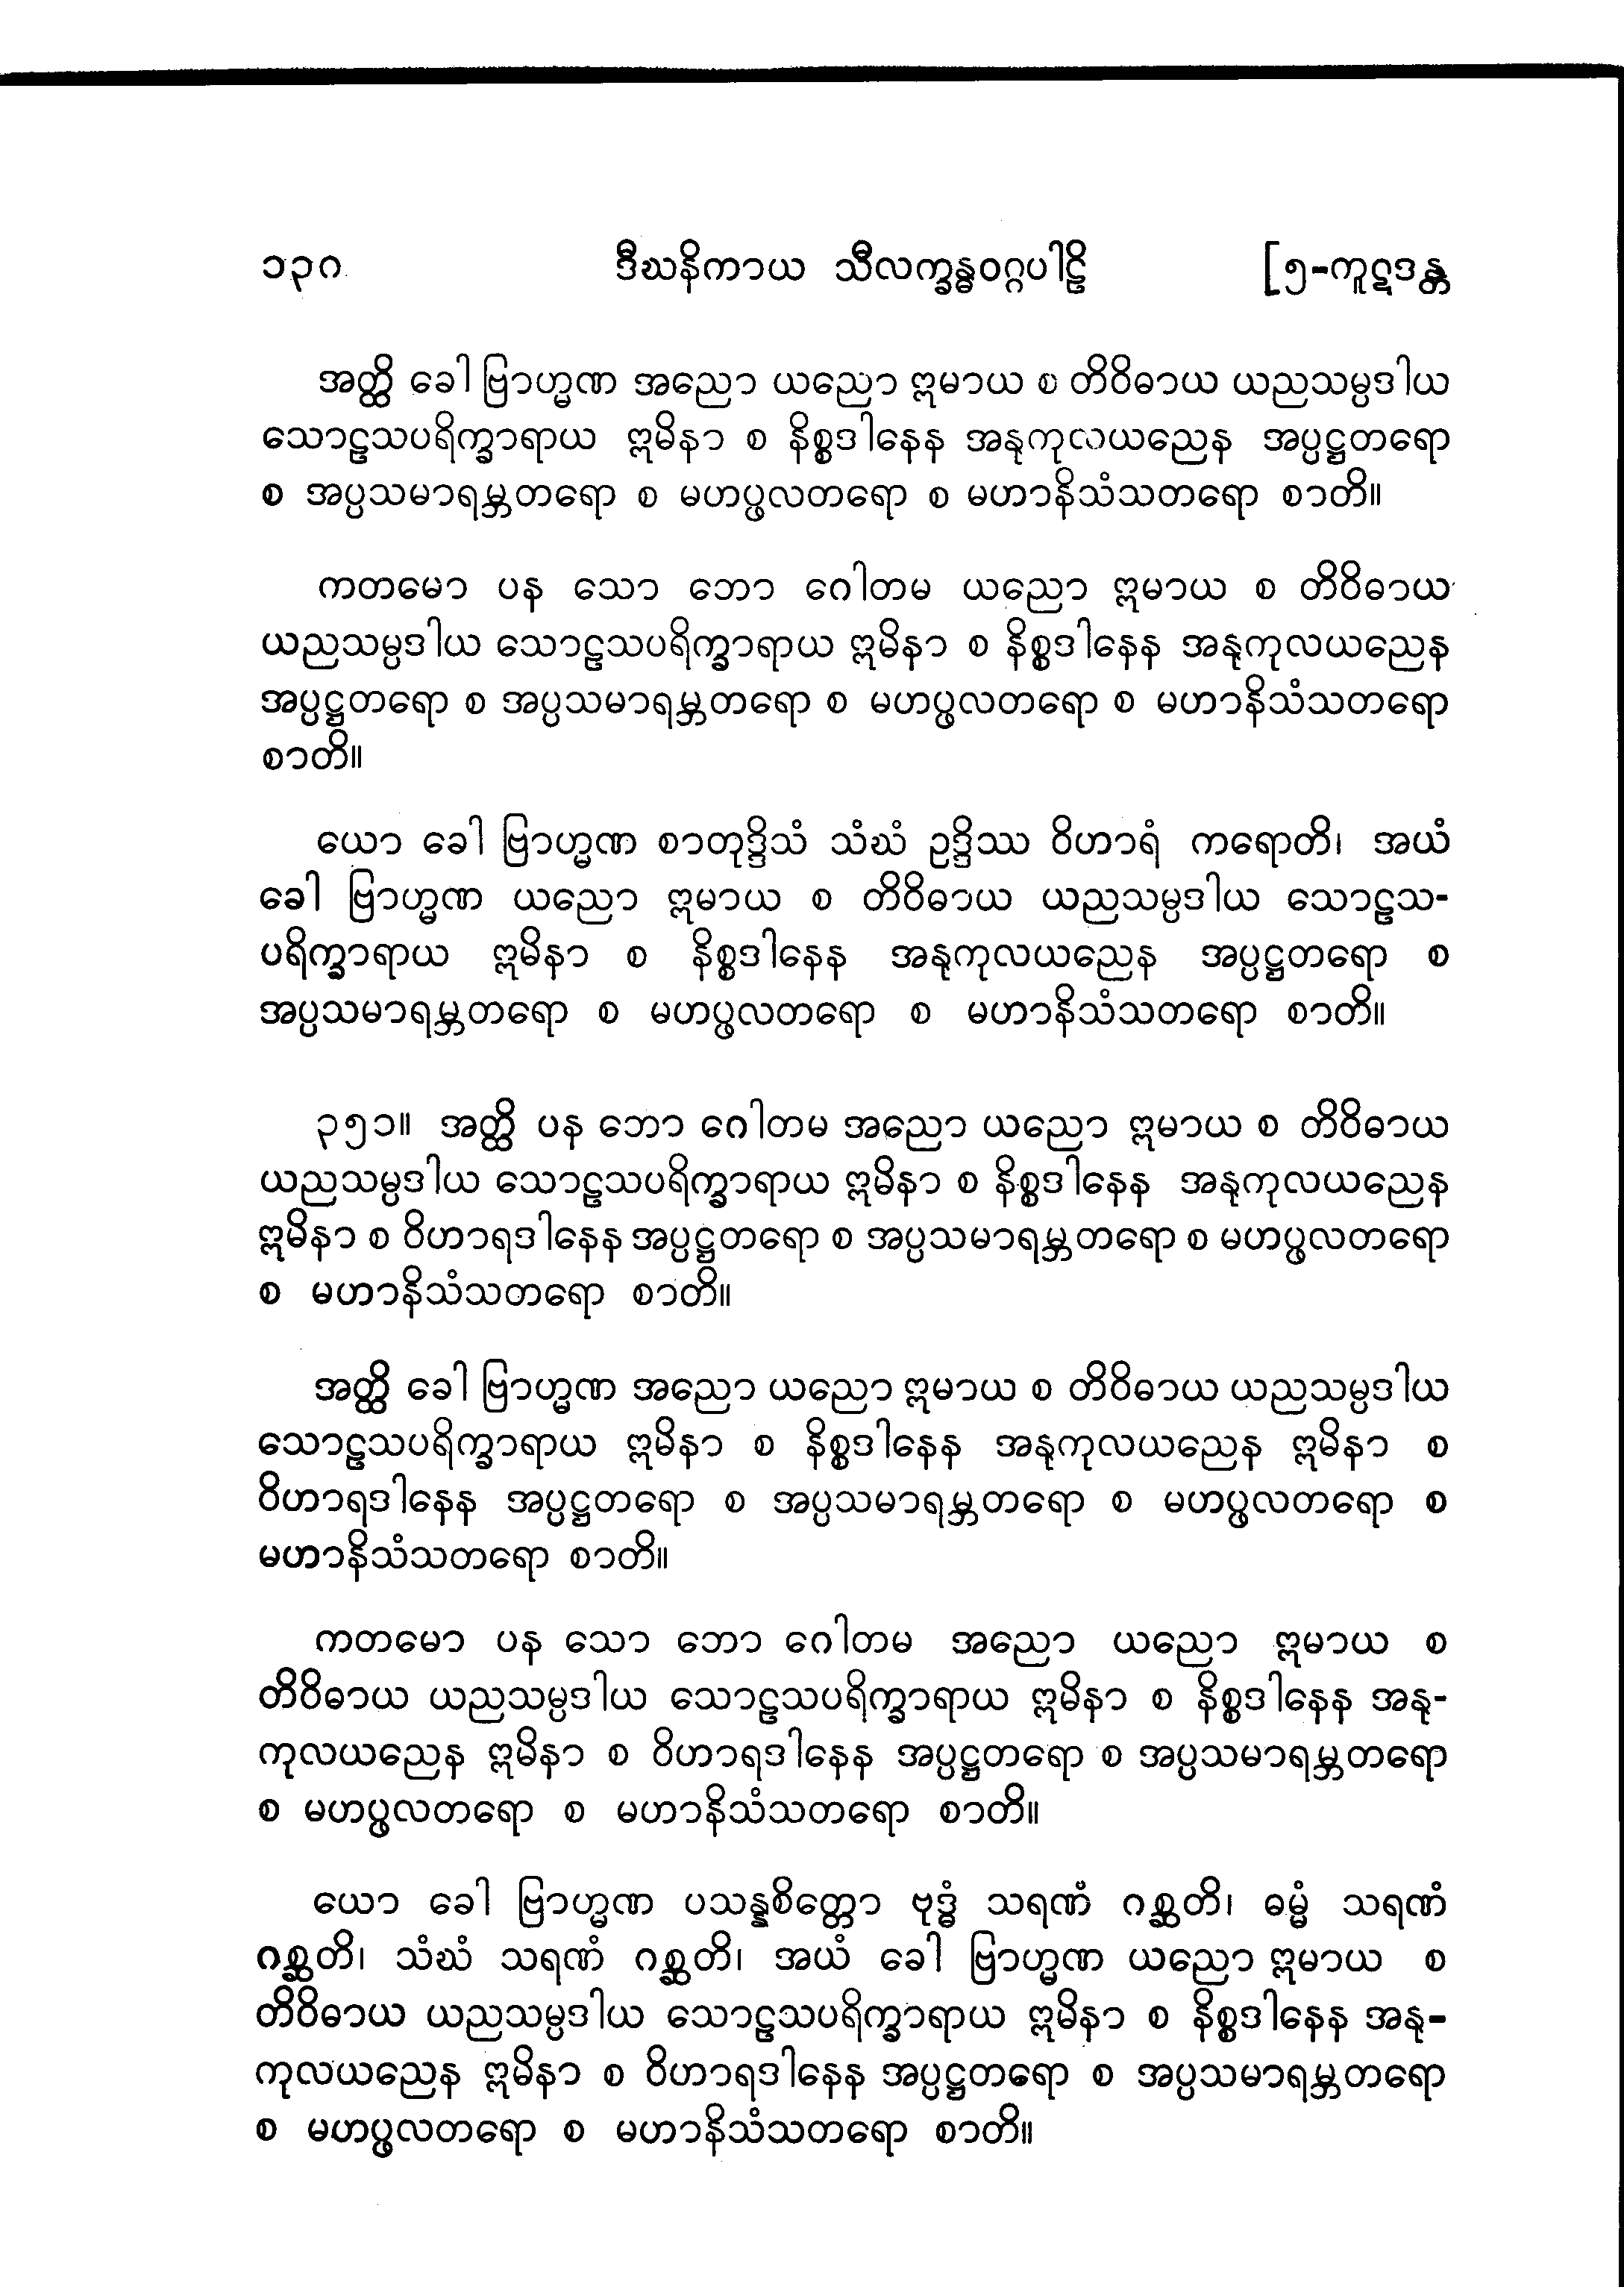 ၁၃ဂ ဒီဃနိကာယ သီလက္ခန္ဓဝဂ္ဂပါဠိ [၅-ကူဋဒန္တ
အတ္ထိ ခေါ ဗြာဟ္မဏ အညော ယညော ဣမာယ စ တိဝိဓာယ ယညသမ္ပဒါယ
သောဠသပရိက္ခာရာယ ဣမိနာ စ နိစ္စဒါနေန အနုကုလယညေန အပ္ပဋ္ဌတရော
စ အပ္ပသမာရမ္ဘတရော စ မဟပ္ဖလတရော စ မဟာနိသံသတရော စာတိ။
ကတမော ပန သော ဘော ဂေါတမ ယညော ဣမာယ စ တိဝိဓာယ
ယညသမ္ပဒါယ သောဠသပရိက္ခာရာယ ဣမိနာ စ နိစ္စဒါနေန အနုကုလယညေန
အပ္ပဋ္ဌတရော စ အပ္ပသမာရမ္ဘတရော စ မဟပ္ဖလတရော စ မဟာနိသံသတရော
စာတိ။
ယော ခေါ ဗြာဟ္မဏ စာတုဒ္ဒိသံ သံဃံ ဥဒ္ဒိဿ ဝိဟာရံ ကရောတိ၊ အယံ
ခေါ ဗြာဟ္မဏ ယညော ဣမာယ စ တိဝိဓာယ ယညသမ္ပဒါယ သောဠသ-
ပရိက္ခာရာယ ဣမိနာ စ နိစ္စဒါနေန အနုကုလယညေန အပ္ပဋ္ဌတရော စ
အပ္ပသမာရမ္ဘတရော စ မဟပ္ဖလတရော စ မဟာနိသံသတရော စာတိ။
၃၅၁။ အတ္ထိ ပန ဘော ဂေါတမ အညော ယညော ဣမာယ စ တိဝိဓာယ
ယညသမ္ပဒါယ သောဠသပရိက္ခာရာယ ဣမိနာ စ နိစ္စဒါနေန အနုကုလယညေန
ဣမိနာ စ ဝိဟာရဒါနေန အပ္ပဋ္ဌတရော စ အပ္ပသမာရမ္ဘတရော စ မဟပ္ဖလတရော
စ မဟာနိသံသတရော စာတိ။
အတ္ထိ ခေါ ဗြာဟ္မဏ အညော ယညော ဣမာယ စ တိဝိဓာယ ယညသမ္ပဒါယ
သောဠသပရိက္ခာရာယ ဣမိနာ စ နိစ္စဒါနေန အနုကုလယညေန ဣမိနာ စ
ဝိဟာရဒါနေန အပ္ပဋ္ဌတရော စ အပ္ပသမာရမ္ဘတရော စ မဟပ္ဖလတရော စ
မဟာနိသံသတရော စာတိ။
ကတမော ပန သော ဘော ဂေါတမ အညော ယညော ဣမာယ စ
တိဝိဓာယ ယညသမ္ပဒါယ သောဠသပရိက္ခာရာယ ဣမိနာ စ နိစ္စဒါနေန အနု-
ကုလယညေန ဣမိနာ စ ဝိဟာရဒါနေန အပ္ပဋ္ဌတရော စ အပ္ပသမာရမ္ဘတရော
စ မဟပ္ဖလတရော စ မဟာနိသံသတရော စာတိ။
ယော ခေါ ဗြာဟ္မဏ ပသန္နစိတ္တော ဗုဒ္ဓံ သရဏံ ဂစ္ဆတိ၊ ဓမ္မံ သရဏံ
ဂစ္ဆတိ၊ သံဃံ သရဏံ ဂစ္ဆတိ၊ အယံ ခေါ ဗြာဟ္မဏ ယညော ဣမာယ စ
တိဝိဓာယ ယညသမ္ပဒါယ သောဠသပရိက္ခာရာယ ဣမိနာ စ နိစ္စဒါနေန အနု-
ကုလယညေန ဣမိနာ စ ဝိဟာရဒါနေန အပ္ပဋ္ဌတရော စ အပ္ပသမာရမ္ဘတရော
စ မဟပ္ဖလတရော စ မဟာနိသံသတရော စာတိ။